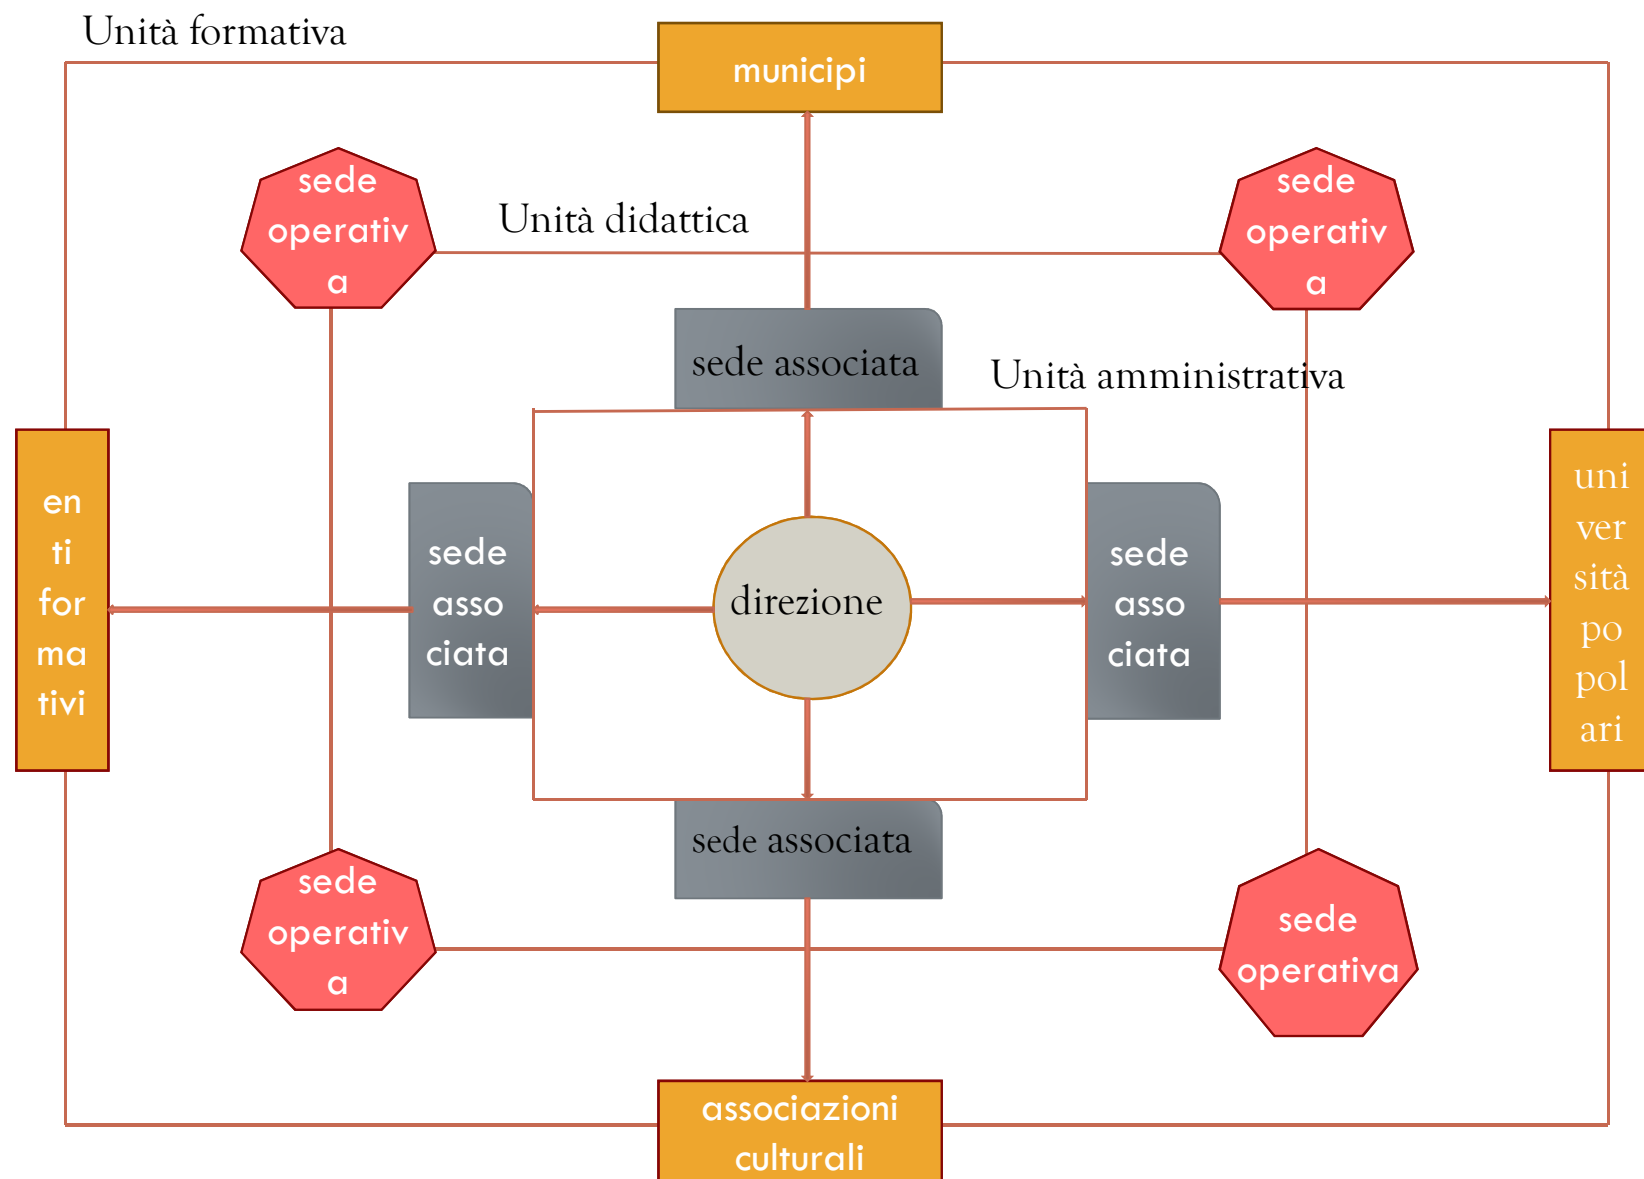 Unità formativa
municipi
sede
operativ
a
Unità didattica
sede
operativ
a
sede associata
Unità amministrativa
en
ti
for
ma
tivi
sede
asso
ciata
direzione
sede
asso
ciata
uni
ver
sità
po
pol
ari
sede associata
sede
operativ
a
sede
operativa
associazioni
culturali